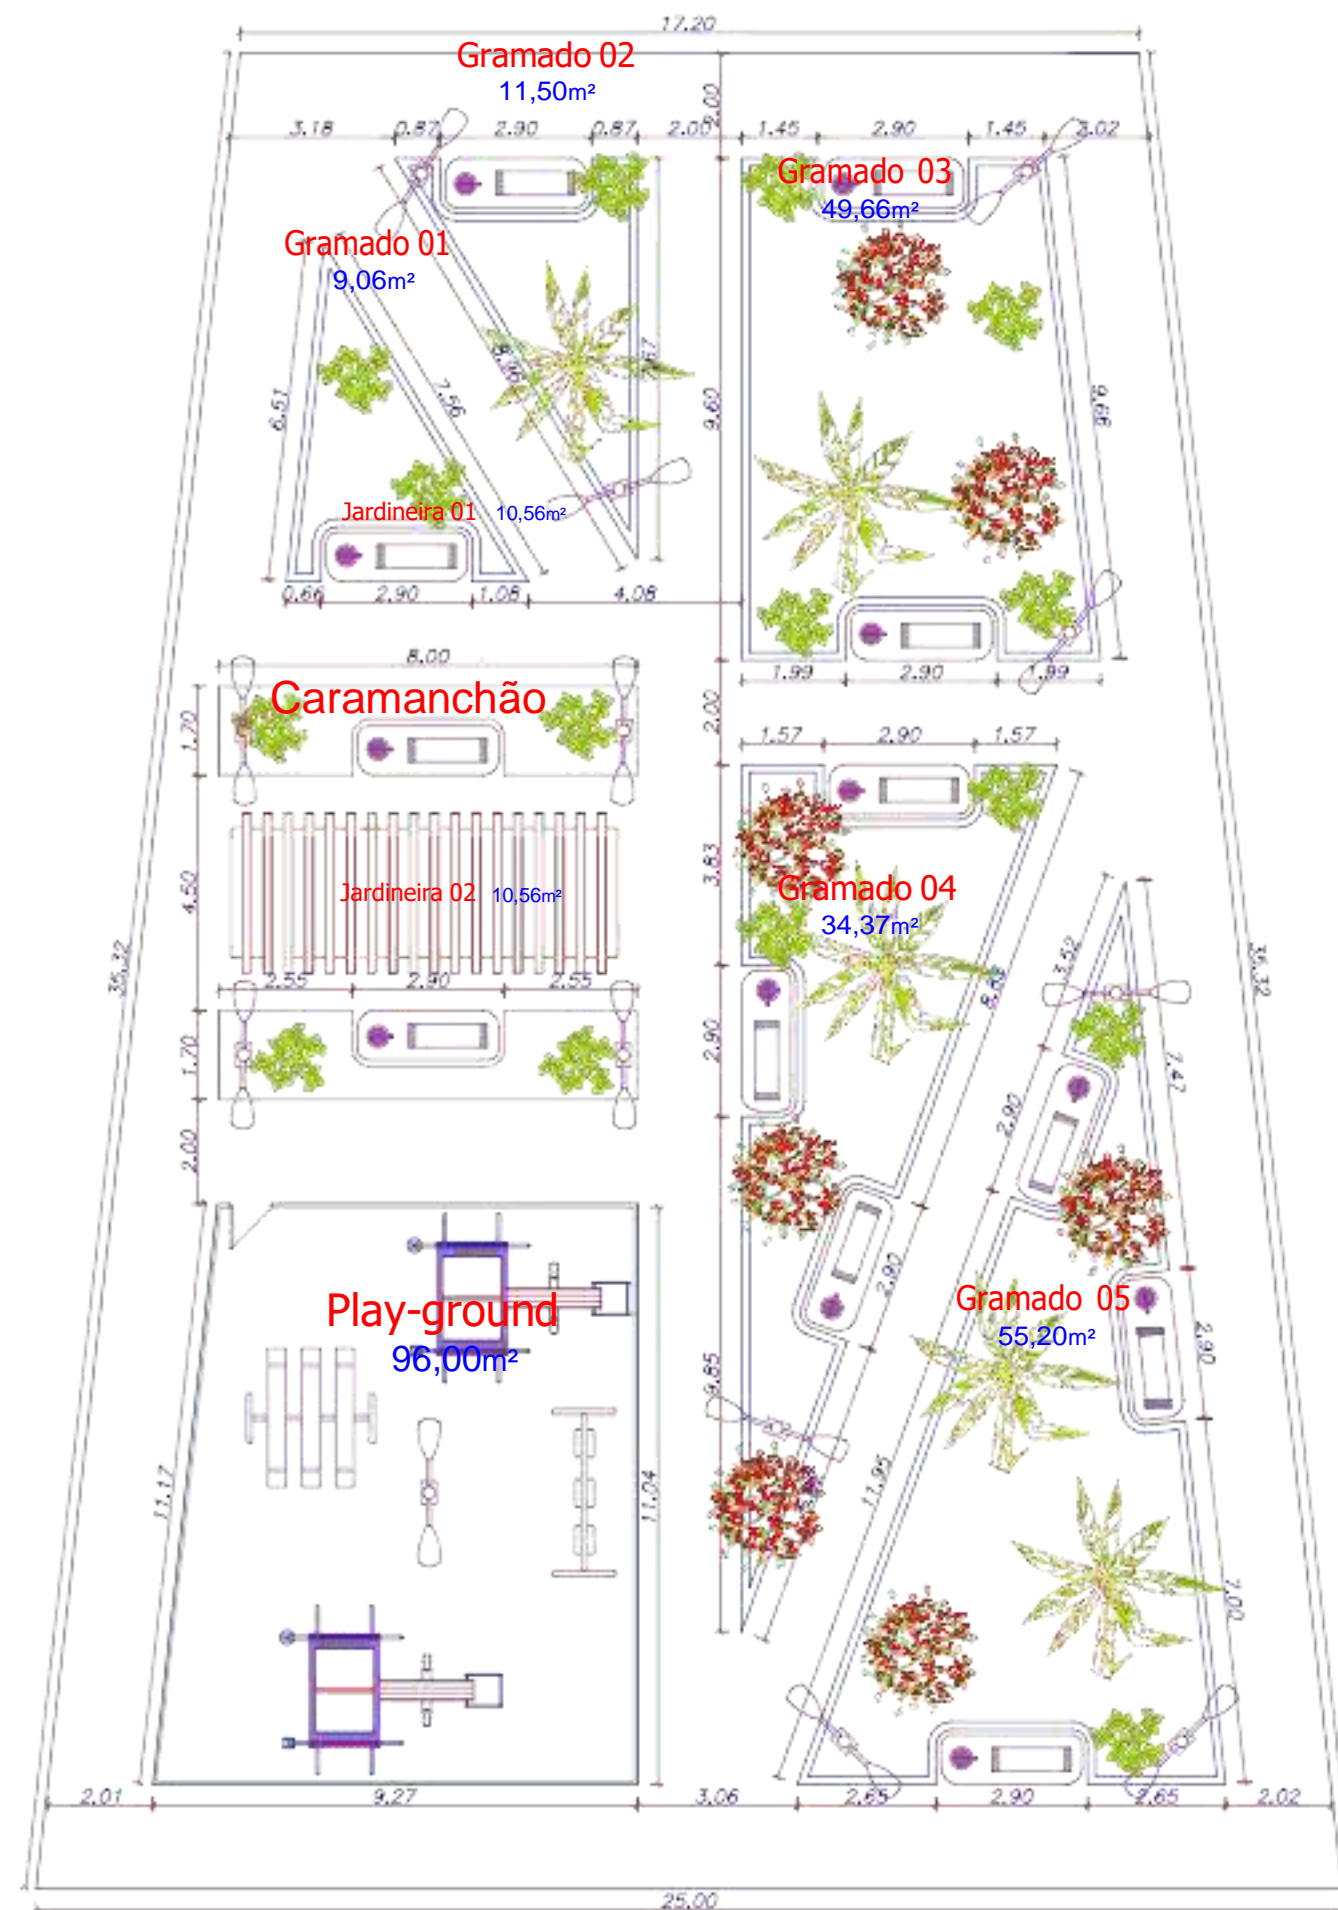 17.20
Gramado 02
11,50m²
2.00
3.18 0.87 2.90 0.87 2.00 1.45 2.90 1.45 3.02
Gramado 03
49,66m²
Gramado 01
9,06m²
6.51
7.56
8.96
9.60
9.66
Jardineira 01 10,56m²
0.66 2.90 1.08 4.08
8.00
1.99 2.90 1.99
Caramanchão
1.70
2.00
1.57 2.90 1.57
4.50
3.83
Jardineira 02 10,56m²
Gramado 04
34,37m²
3.52
36.32
2.55 2.90 2.55
1.70
2.90
2.90
7.47
2.00
2.90
Play-ground
96,00m²
Gramado 05
55,20m²
2.90
9.85
11.17
11.04
11.95
7.00
2.01 9.27 3.06 2.65 2.90 2.65 2.02
25.00